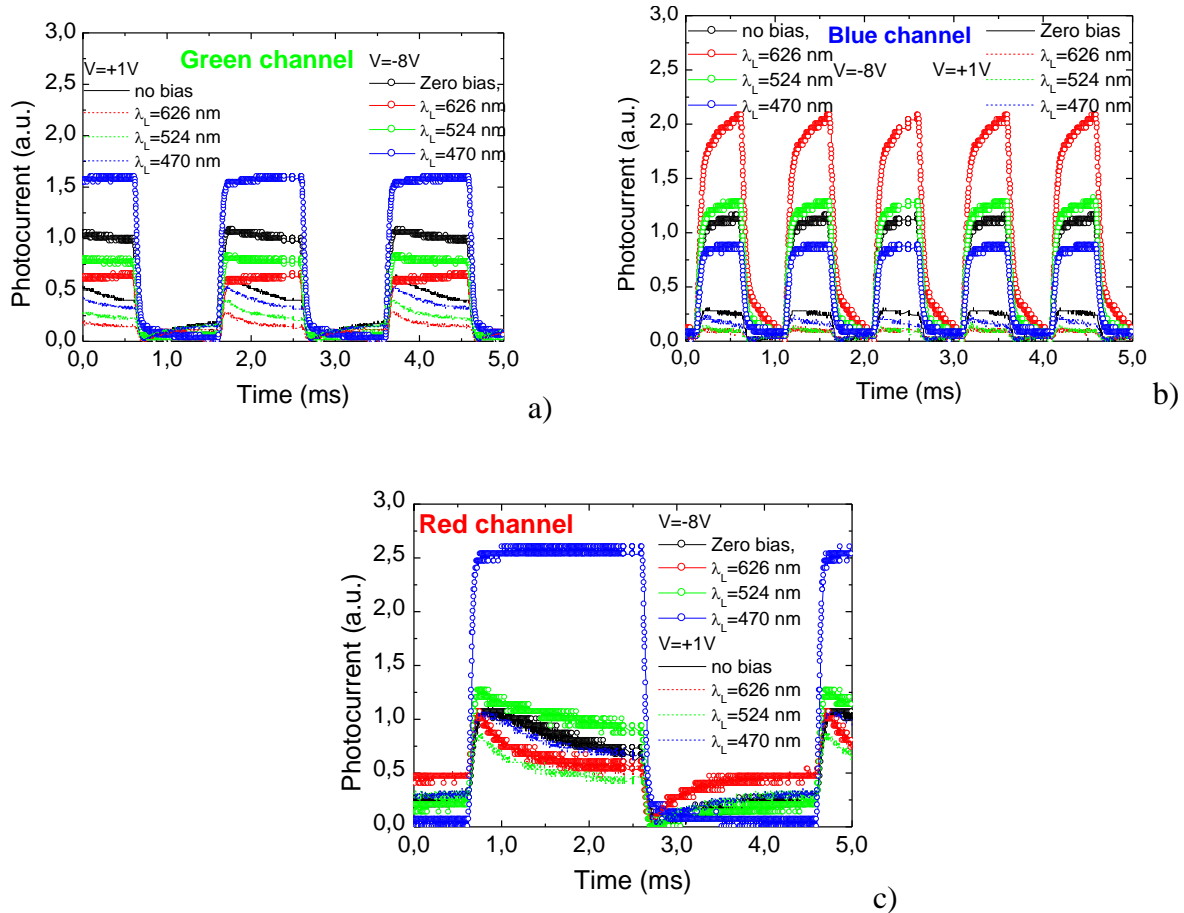 Green channel
V=+1V
no bias
λL=626 nm
λL=524 nm
λL=470 nm
V=-8V
Zero bias,
λL=626 nm
λL=524 nm
λL=470 nm
3,0
2,5
2,0
1,5
1,0
0,5
0,0
Photocurrent (a.u.)
0,0 1,0 2,0 3,0 4,0 5,0
Time (ms)
a)
Blue channel
no bias,
λL=626 nm
λL=524 nm
λL=470 nm
V=-8V
V=+1V
Zero bias
λL=626 nm
λL=524 nm
λL=470 nm
3,0
2,5
2,0
1,5
1,0
0,5
0,0
Photocurrent (a.u.)
0,0 1,0 2,0 3,0 4,0 5,0
Time (ms)
b)
Red channel
V=-8V
Zero bias,
λL=626 nm
λL=524 nm
λL=470 nm
V=+1V
no bias
λL=626 nm
λL=524 nm
λL=470 nm
3,0
2,5
2,0
1,5
1,0
0,5
0,0
Photocurrent (a.u.)
0,0 1,0 2,0 3,0 4,0 5,0
Time (ms)
c)